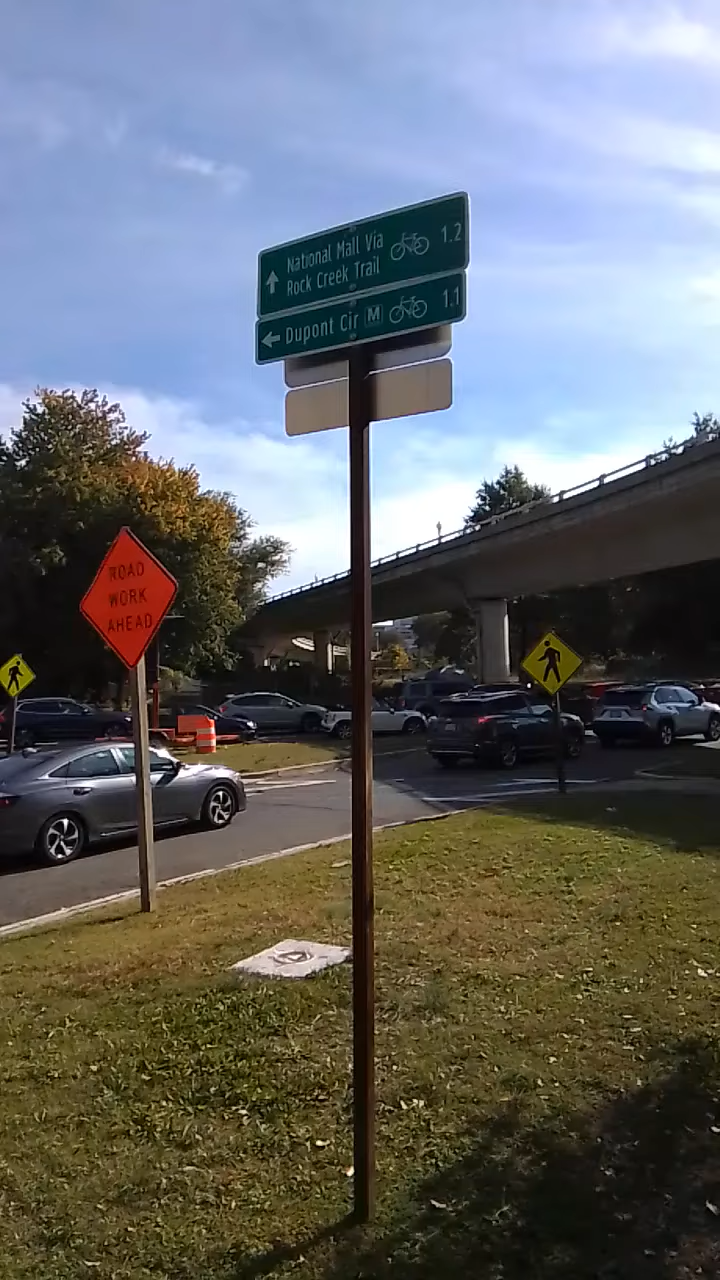 National Mall Via
Rock Creek Trail
1.2
Dupont Cir M 1.1
ROAD
WORK
AHEAD